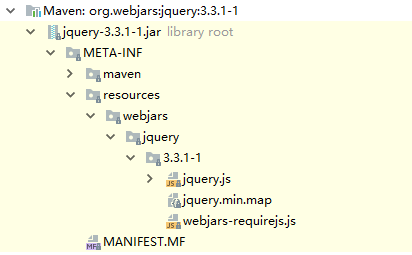 Maven: org.webjars:jquery:3.3.1-1
jquery-3.3.1-1.jar library root
META-INF
maven
resources
webjars
jquery
3.3.1-1
jquery.js
jquery.min.map
webjars-requirejs.js
MANIFEST.MF